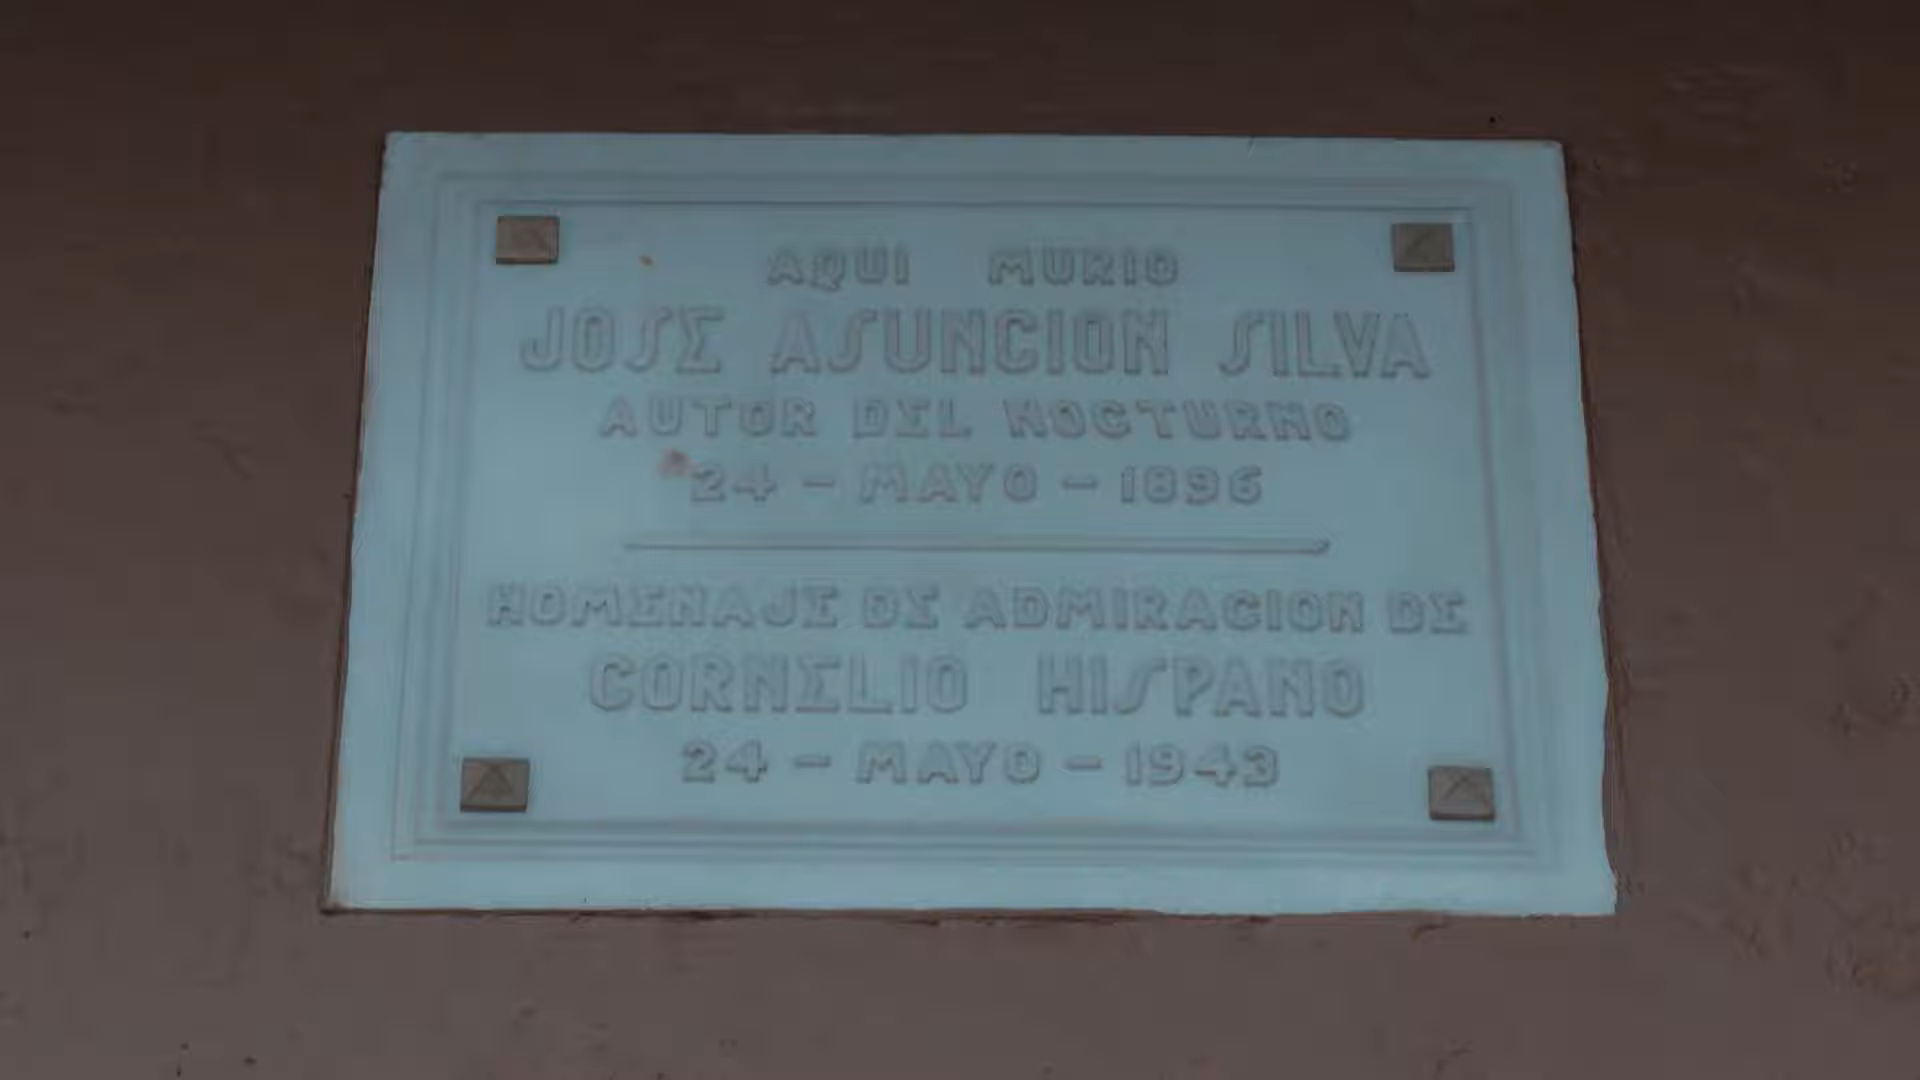 AQUI MURIO
JOSE ASUNCION SILVA
AUTOR DEL NOCTURNO
24 - MAYO - 1896
HOMENAJE DE ADMIRACION DE
CORNELIO HISPANO
24 - MAYO - 1943